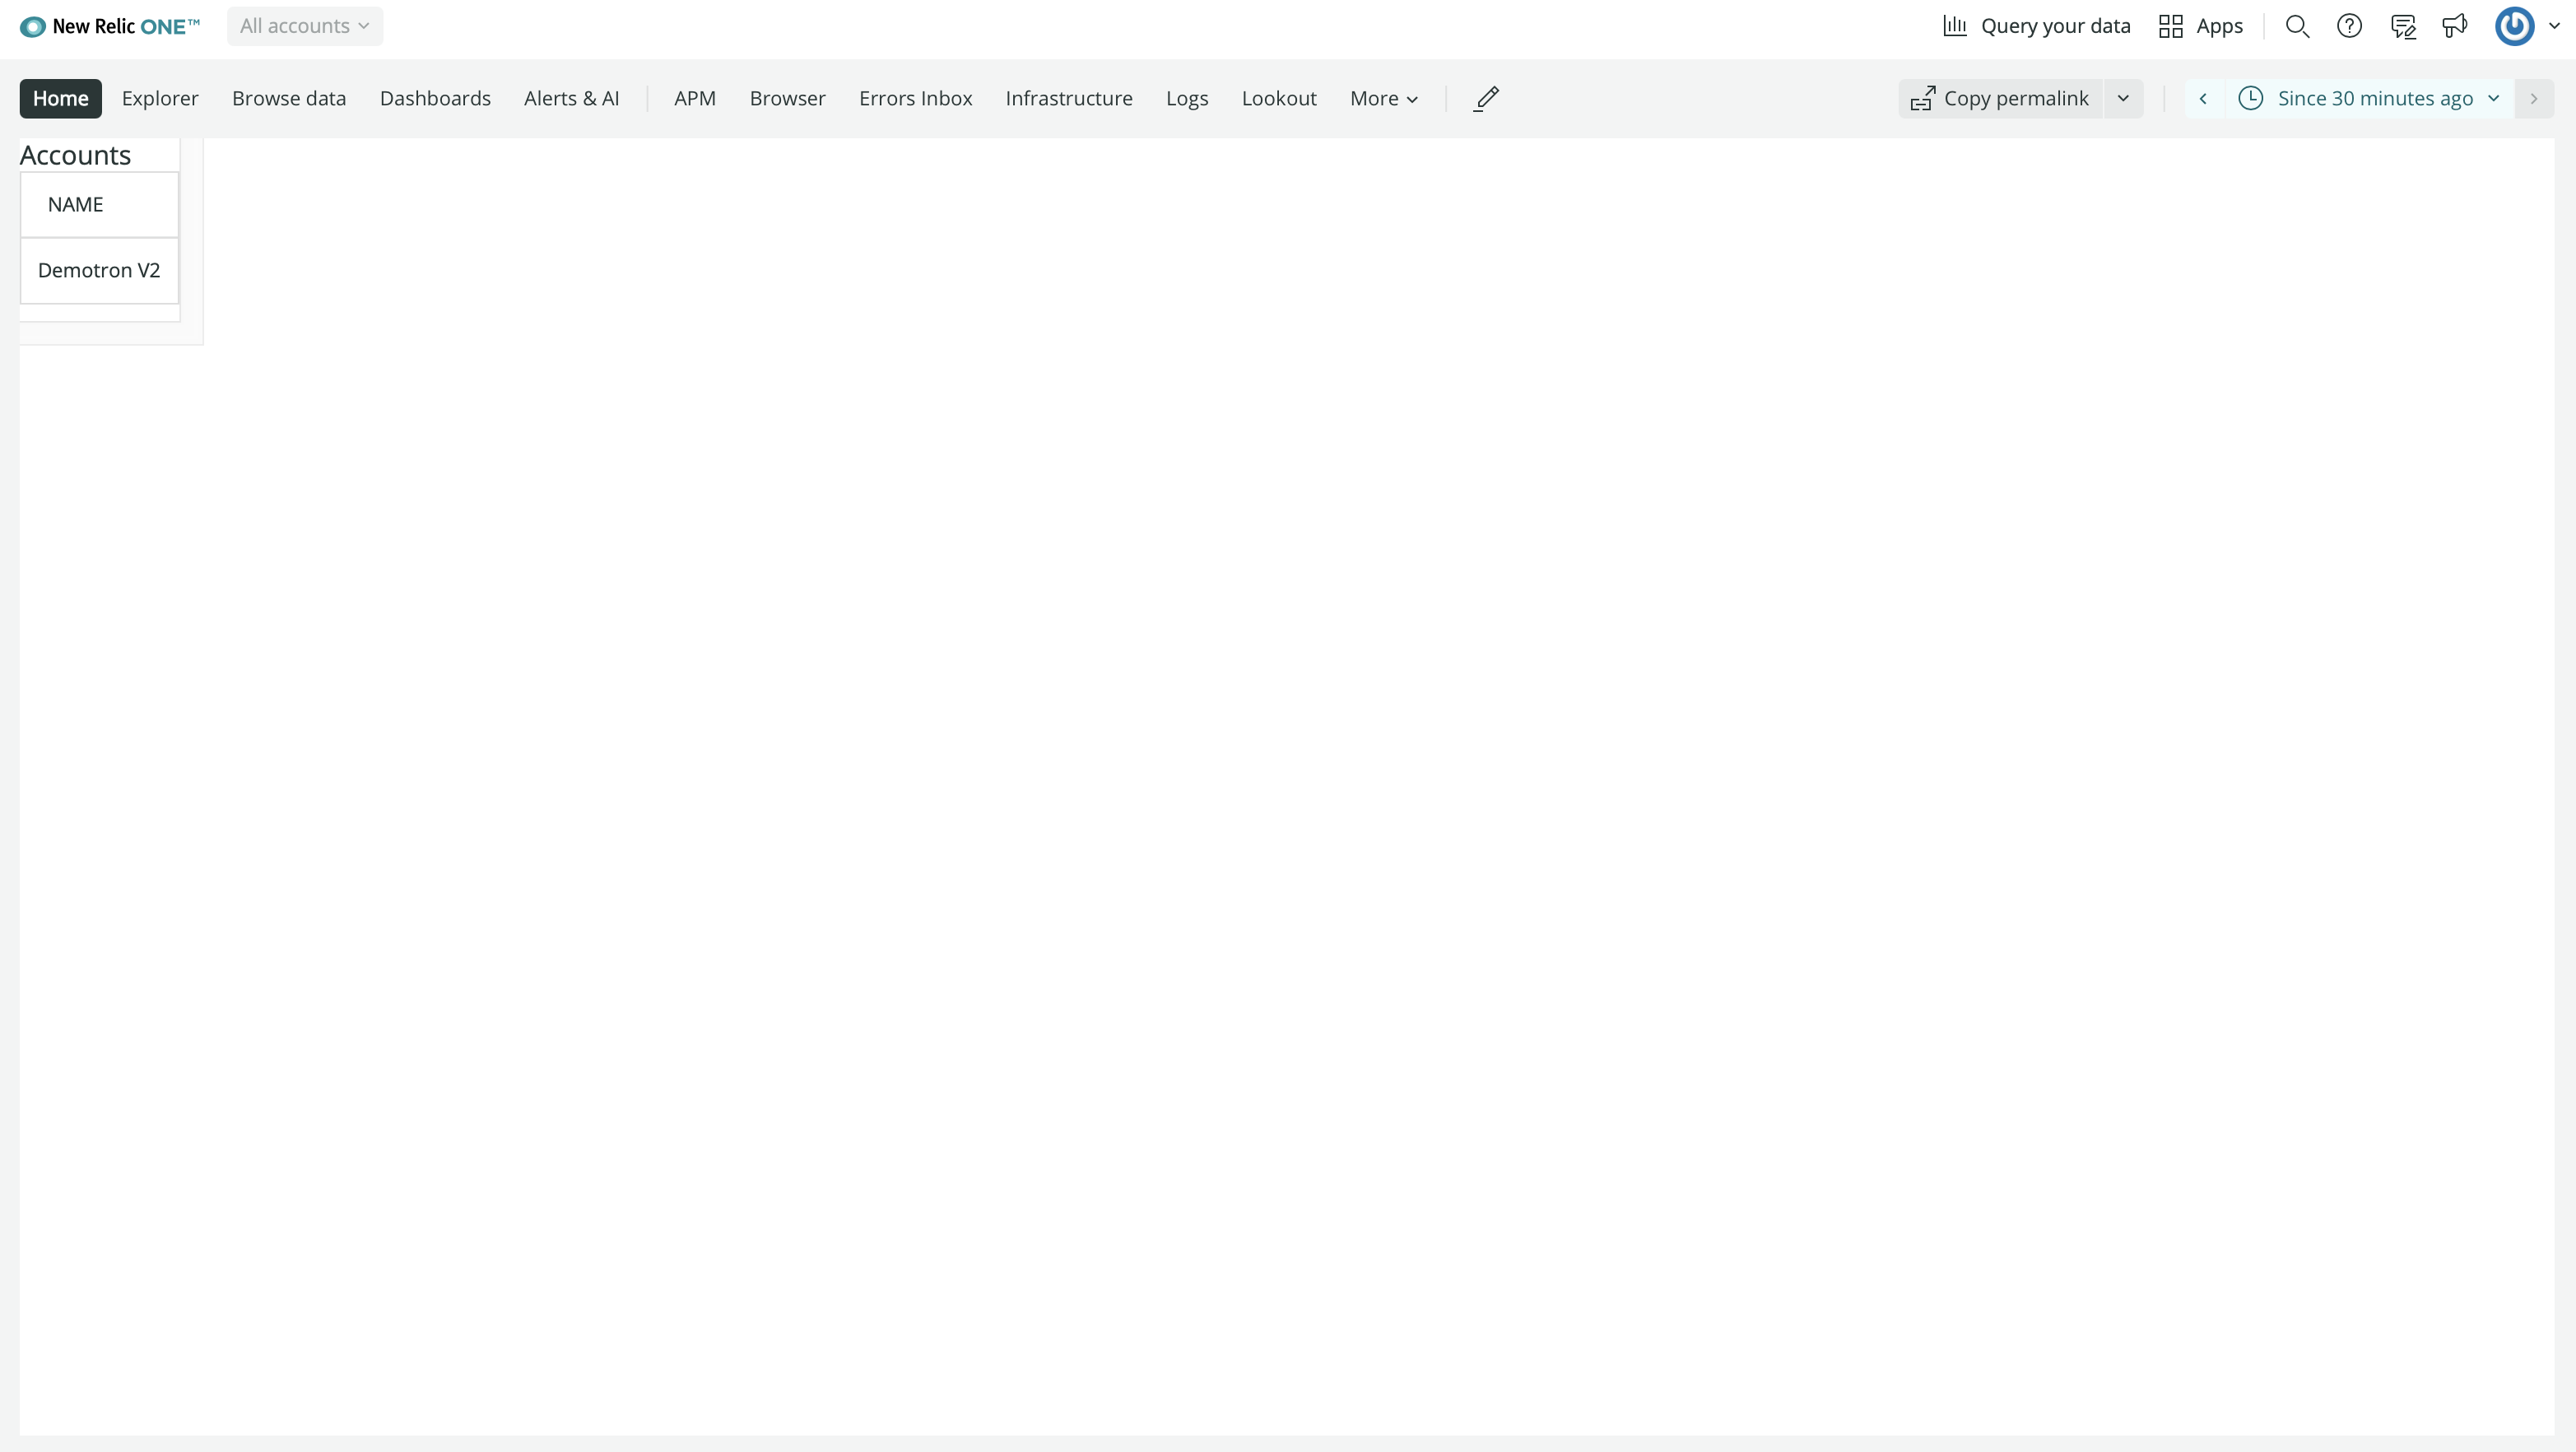 New Relic ONE™ All accounts Query your data Apps
Home Explorer Browse data Dashboards Alerts & AI APM Browser Errors Inbox Infrastructure Logs Lookout More Copy permalink Since 30 minutes ago
Accounts
NAME
Demotron V2